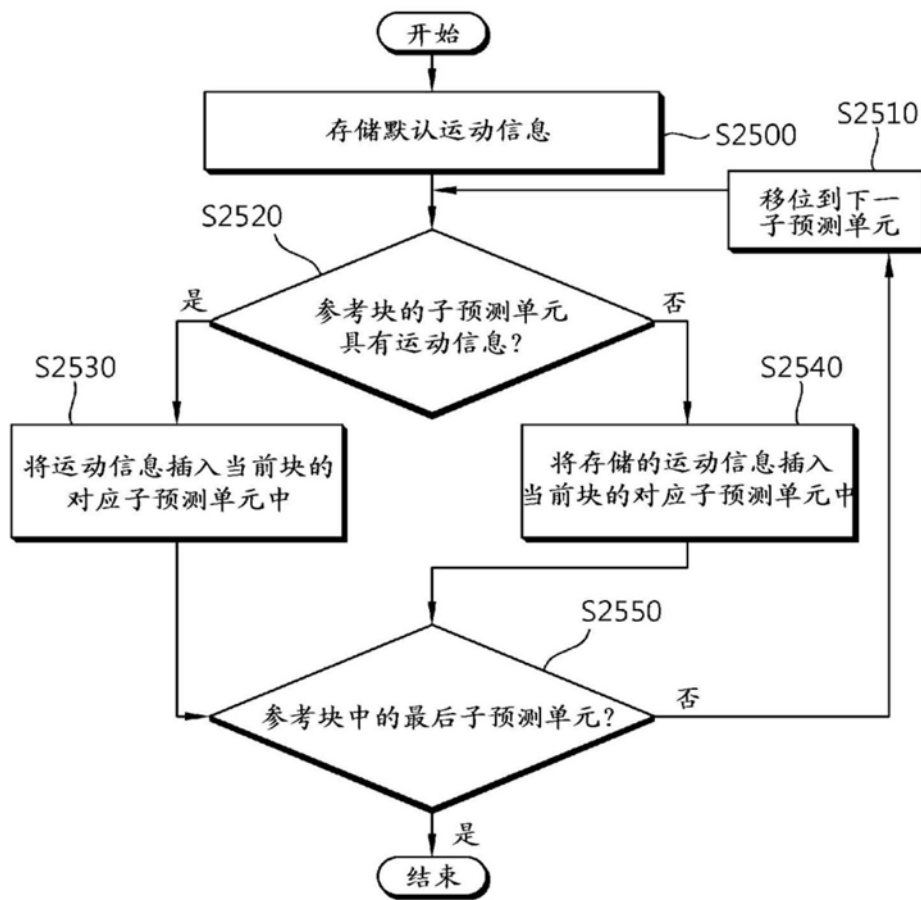 开始
存储默认运动信息
S2500
S2510
移位到下一
子预测单元
S2520
是
否
参考块的子预测单元
具有运动信息？
S2530
S2540
将运动信息插入当前块的
对应子预测单元中
将存储的运动信息插入
当前块的对应子预测单元中
S2550
参考块中的最后子预测单元？
否
是
结束